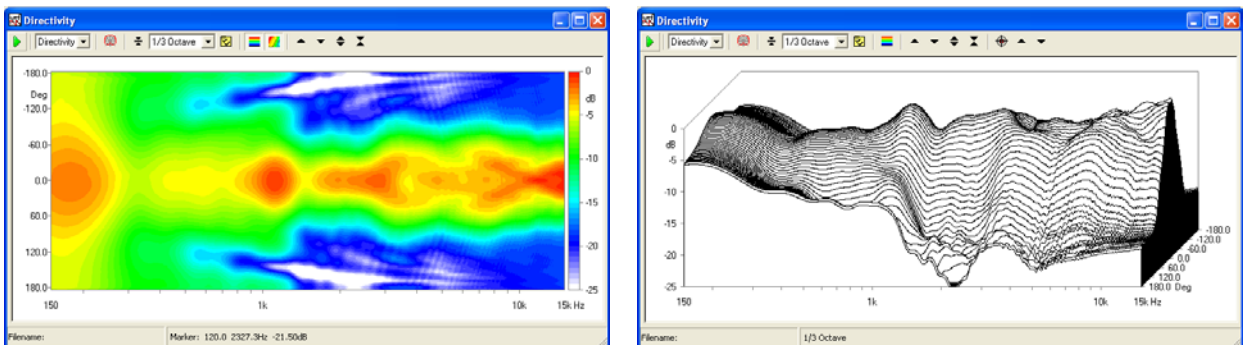 Directivity
Directivity 1/3 Octave
-180.0
Deg
-120.0
-60.0
0.0
60.0
120.0
180.0
150 1k 10k 15k Hz
0
dB
-5
-10
-15
-20
-25
Filename: Marker: 120.0 2327.3Hz -21.50dB
Directivity
Directivity 1/3 Octave
0
dB
-5
-10
-15
-20
-25
150 1k 10k 15k Hz
-180.0
-120.0
-60.0
0.0
60.0
120.0
180.0 Deg
Filename: 1/3 Octave